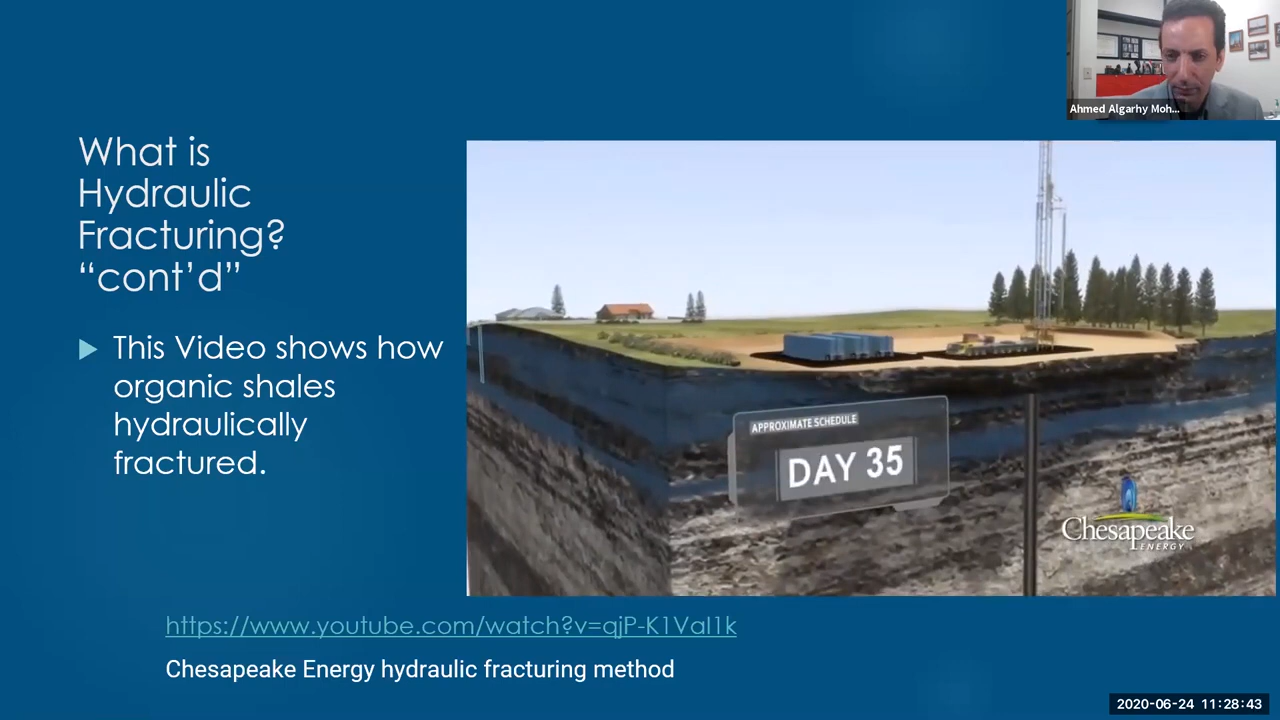 Ahmed Algarhy Moh...
What is
Hydraulic
Fracturing?
“cont’d”
This Video shows how
organic shales
hydraulically
fractured.
APPROXIMATE SCHEDULE
DAY 35
Chesapeake
ENERGY
https://www.youtube.com/watch?v=qjP-K1VaI1k
Chesapeake Energy hydraulic fracturing method
2020-06-24 11:28:43